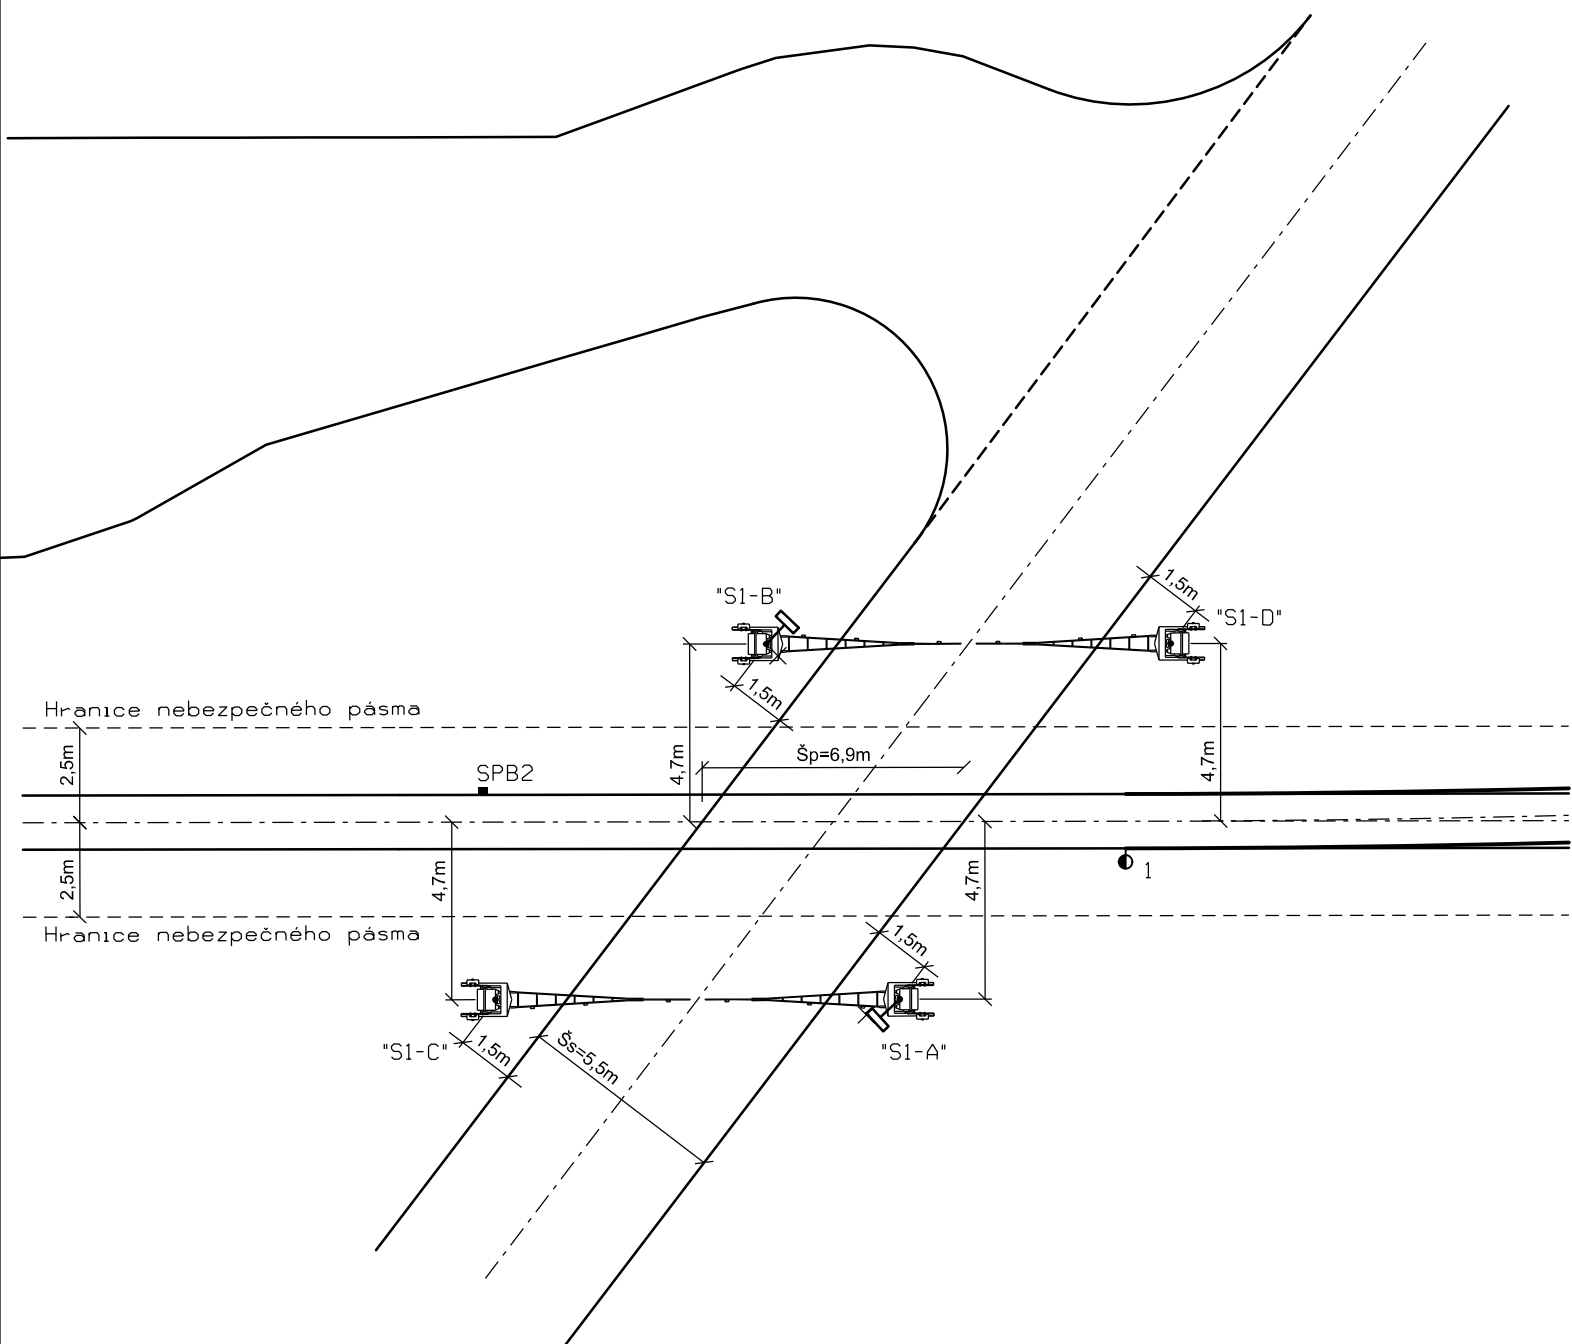 1,5m
"S1-B"
"S1-D"
1,5m
Hranice nebezpečného pásma
2,5m
4,7m
Šp=6,9m
4,7m
SPB2
2,5m
4,7m
4,7m
1
Hranice nebezpečného pásma
1,5m
"S1-C"
1,5m
Šs=5,5m
"S1-A"